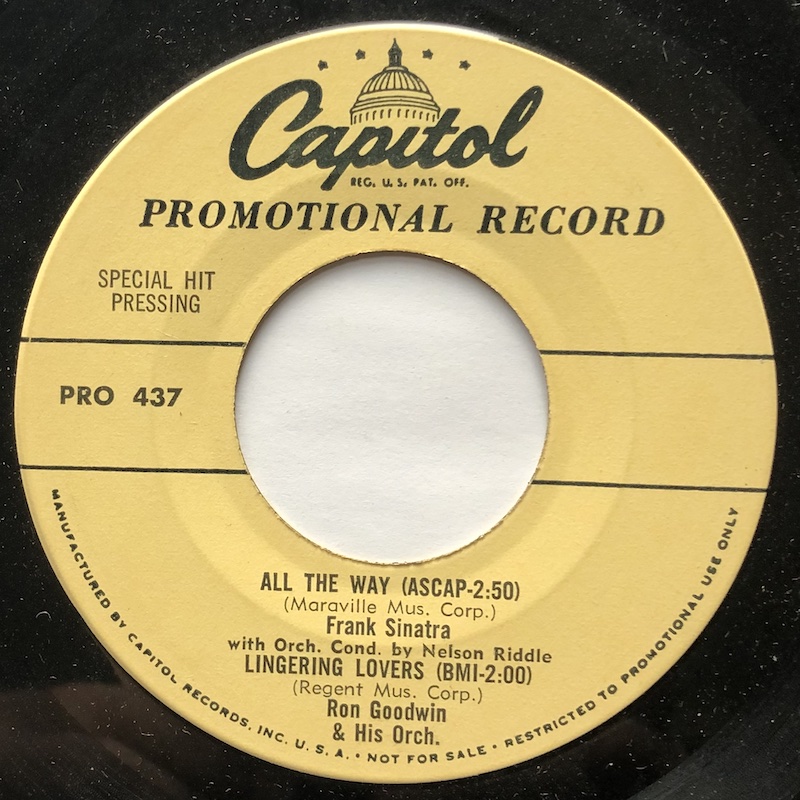 Capitol
REG. U. S. PAT. OFF.
PROMOTIONAL RECORD
SPECIAL HIT
PRESSING
PRO 437
ALL THE WAY (ASCAP-2:50)
(Maraville Mus. Corp.)
Frank Sinatra
with Orch. Cond. by Nelson Riddle
LINGERING LOVERS (BMI-2:00)
(Regent Mus. Corp.)
Ron Goodwin
& His Orch.
MANUFACTURED BY CAPITOL RECORDS, INC. U. S. A. • NOT FOR SALE • RESTRICTED TO PROMOTIONAL USE ONLY